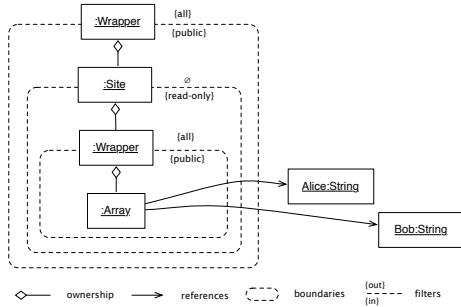 :Wrapper
{all}
{public}
:Site
∅
{read-only}
:Wrapper
{all}
{public}
:Array
Alice:String
Bob:String
ownership
references
boundaries
{out}
{in}
filters